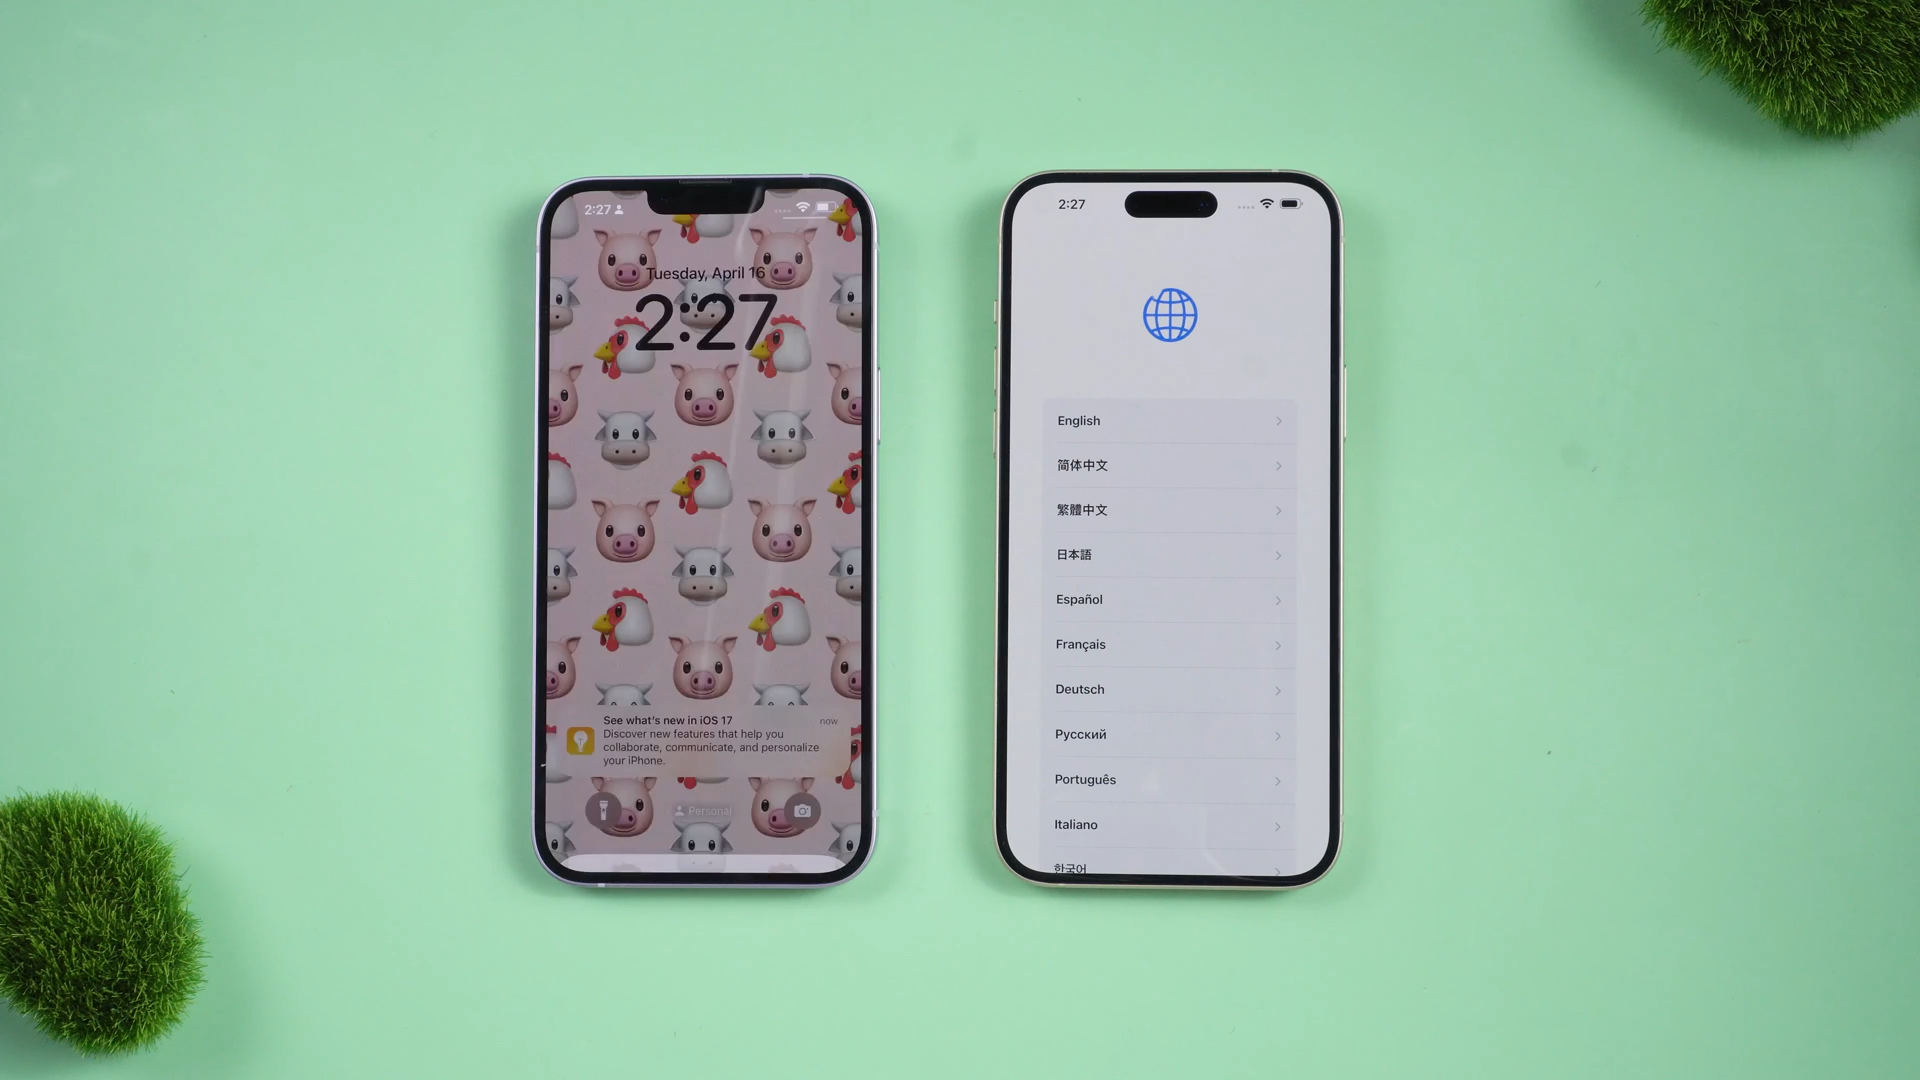 2:27
Tuesday, April 16
2:27
See what's new in iOS 17
now
Discover new features that help you
collaborate, communicate, and personalize
your iPhone.
Personal
2:27
English
简体中文
繁體中文
日本語
Español
Français
Deutsch
Русский
Português
Italiano
한국어